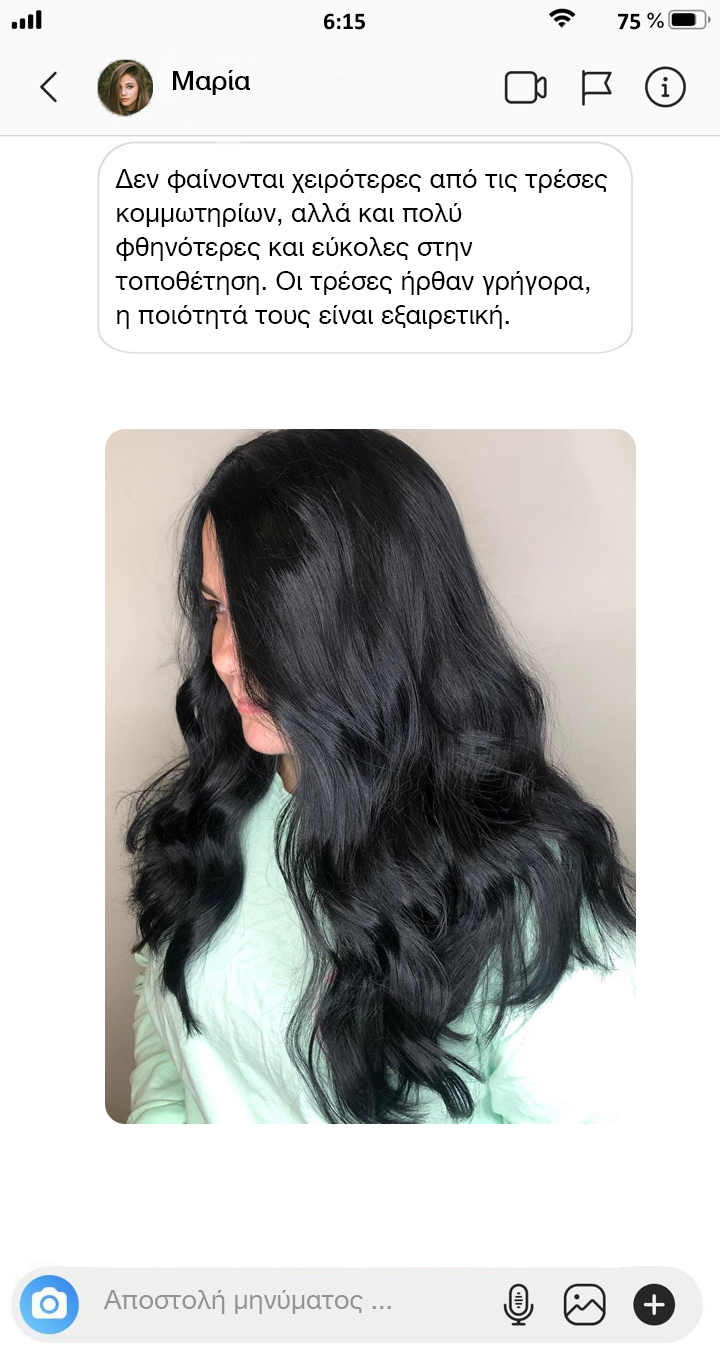 6:15
75 %
Μαρία
Δεν φαίνονται χειρότερες από τις τρέσες
κομμωτηρίων, αλλά και πολύ
φθηνότερες και εύκολες στην
τοποθέτηση. Οι τρέσες ήρθαν γρήγορα,
η ποιότητά τους είναι εξαιρετική.
Αποστολή μηνύματος ...